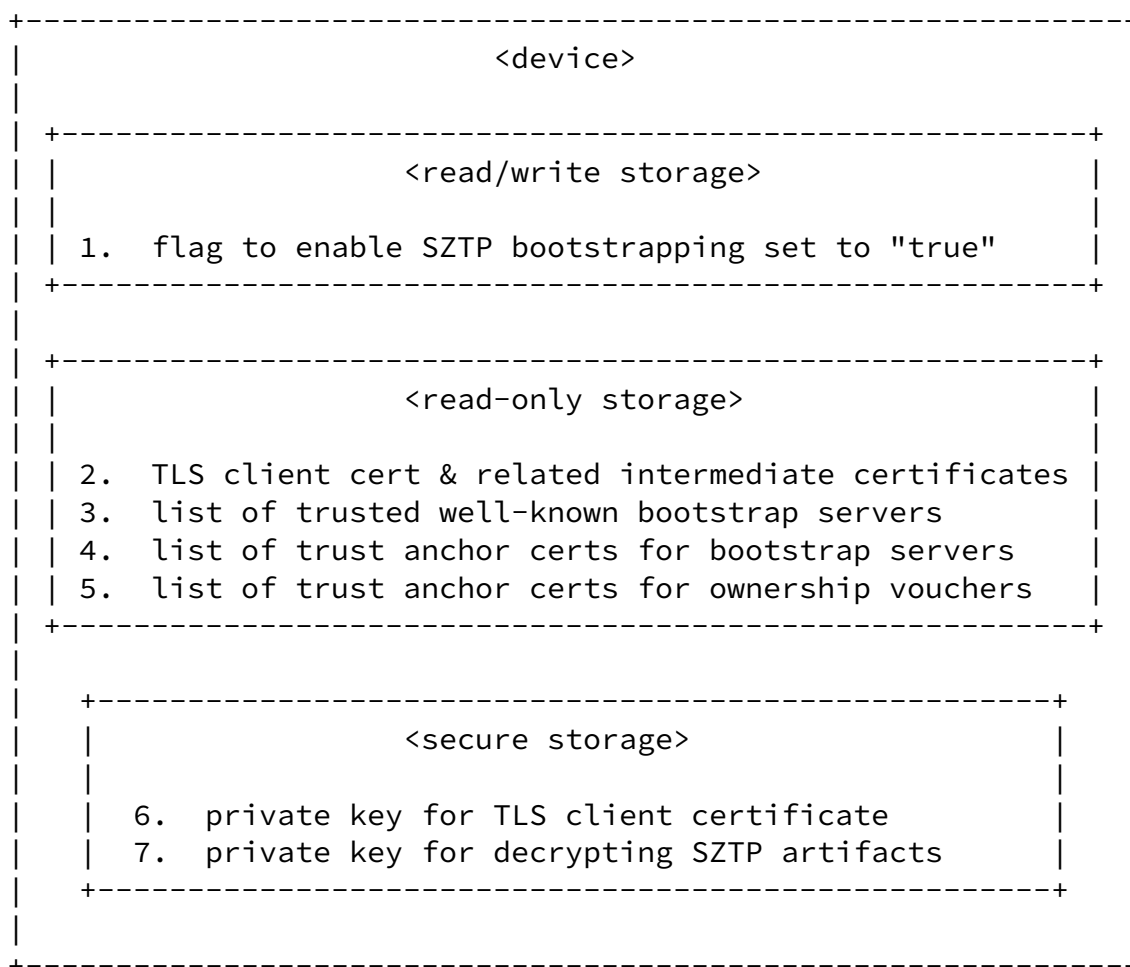 <device>
<read/write storage>
1. flag to enable SZTP bootstrapping set to "true"
<read-only storage>
2. TLS client cert & related intermediate certificates
3. list of trusted well-known bootstrap servers
4. list of trust anchor certs for bootstrap servers
5. list of trust anchor certs for ownership vouchers
<secure storage>
6. private key for TLS client certificate
7. private key for decrypting SZTP artifacts